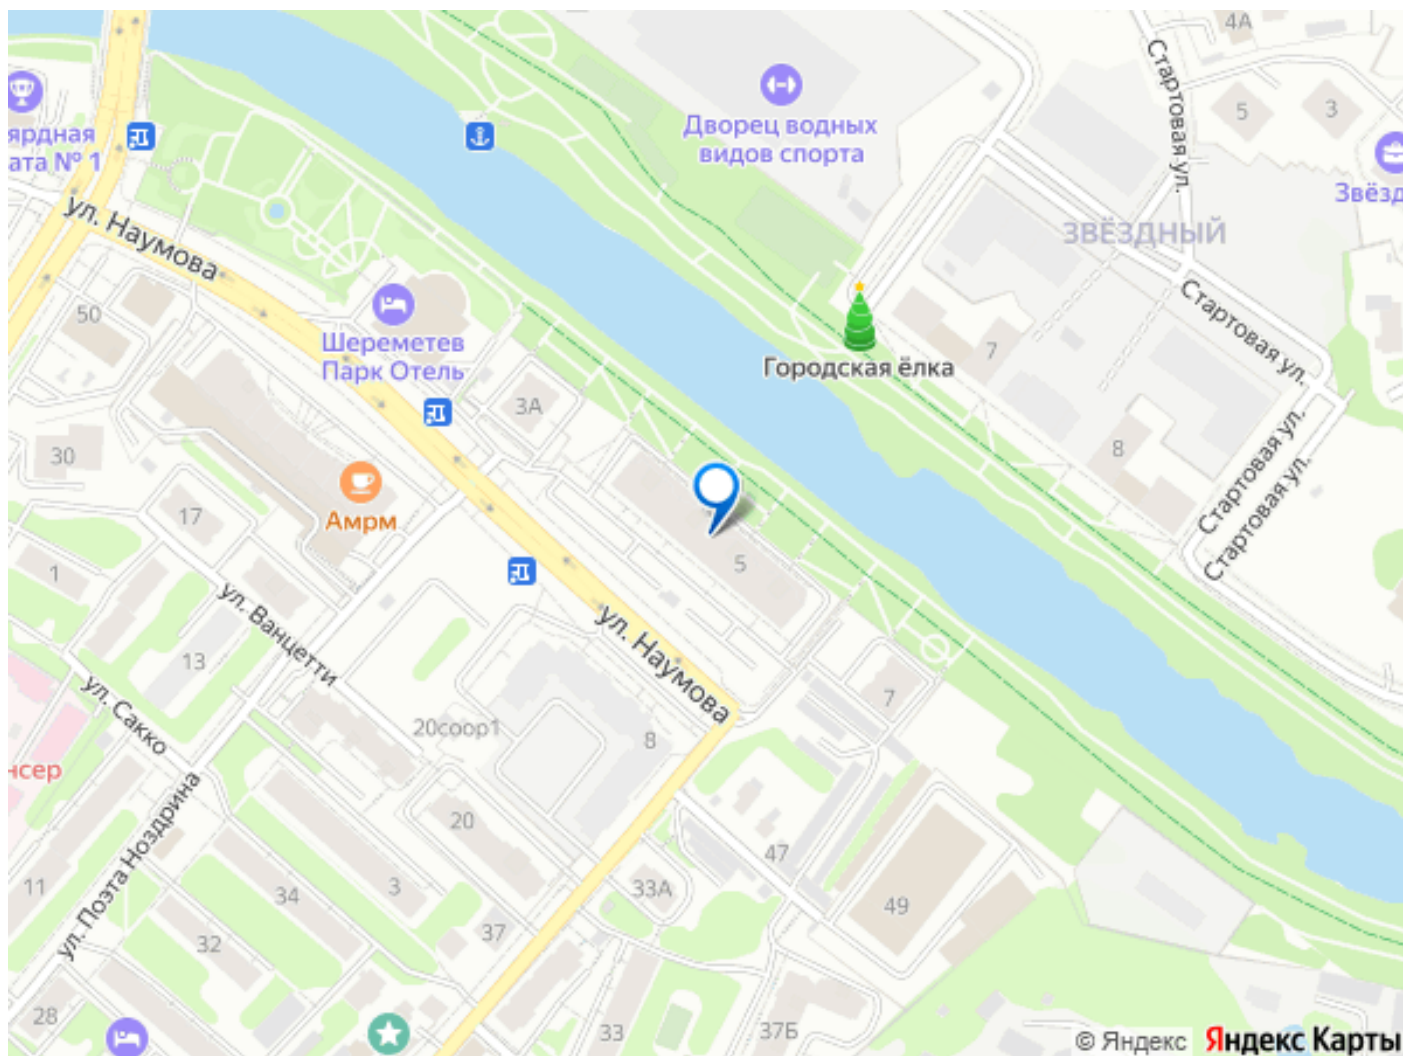 4А
Стартовая ул.
5
3
Дворец водных
видов спорта
ярдная
ата № 1
Звёзд
ул. Наумова
ЗВЁЗДНЫЙ
Стартовая ул.
50
Шереметев
Парк Отель
7
Городская ёлка
3А
Стартовая ул.
Стартовая ул.
8
30
Амрм
17
5
1
ул. Ванцетти
ул. Наумова
13
7
ул. Сакко
20соор1
8
нсер
ул. Поэта Ноздрина
20
47
11
34
3
33А
49
32
37
28
33
37Б
© Яндекс Яндекс Карты